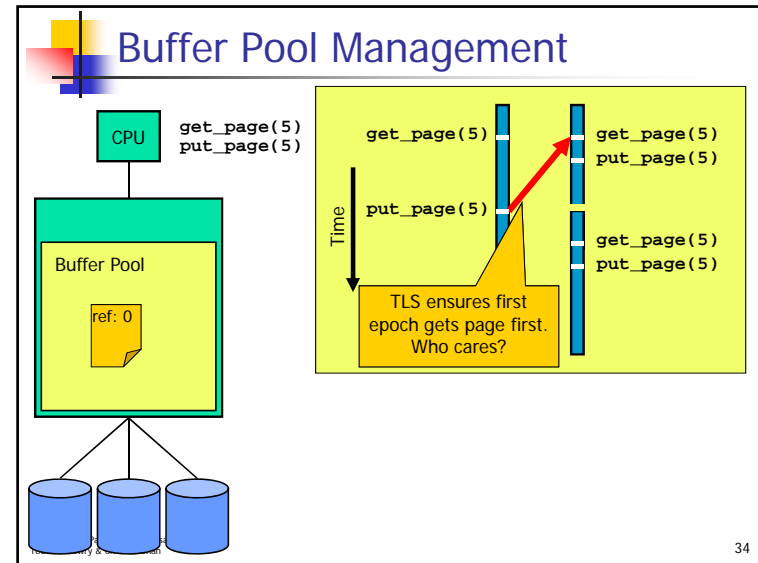 Buffer Pool Management
CPU
get_page(5)
put_page(5)
Buffer Pool
ref: 0
Time
get_page(5)
put_page(5)
get_page(5)
put_page(5)
get_page(5)
put_page(5)
TLS ensures first
epoch gets page first.
Who cares?
34